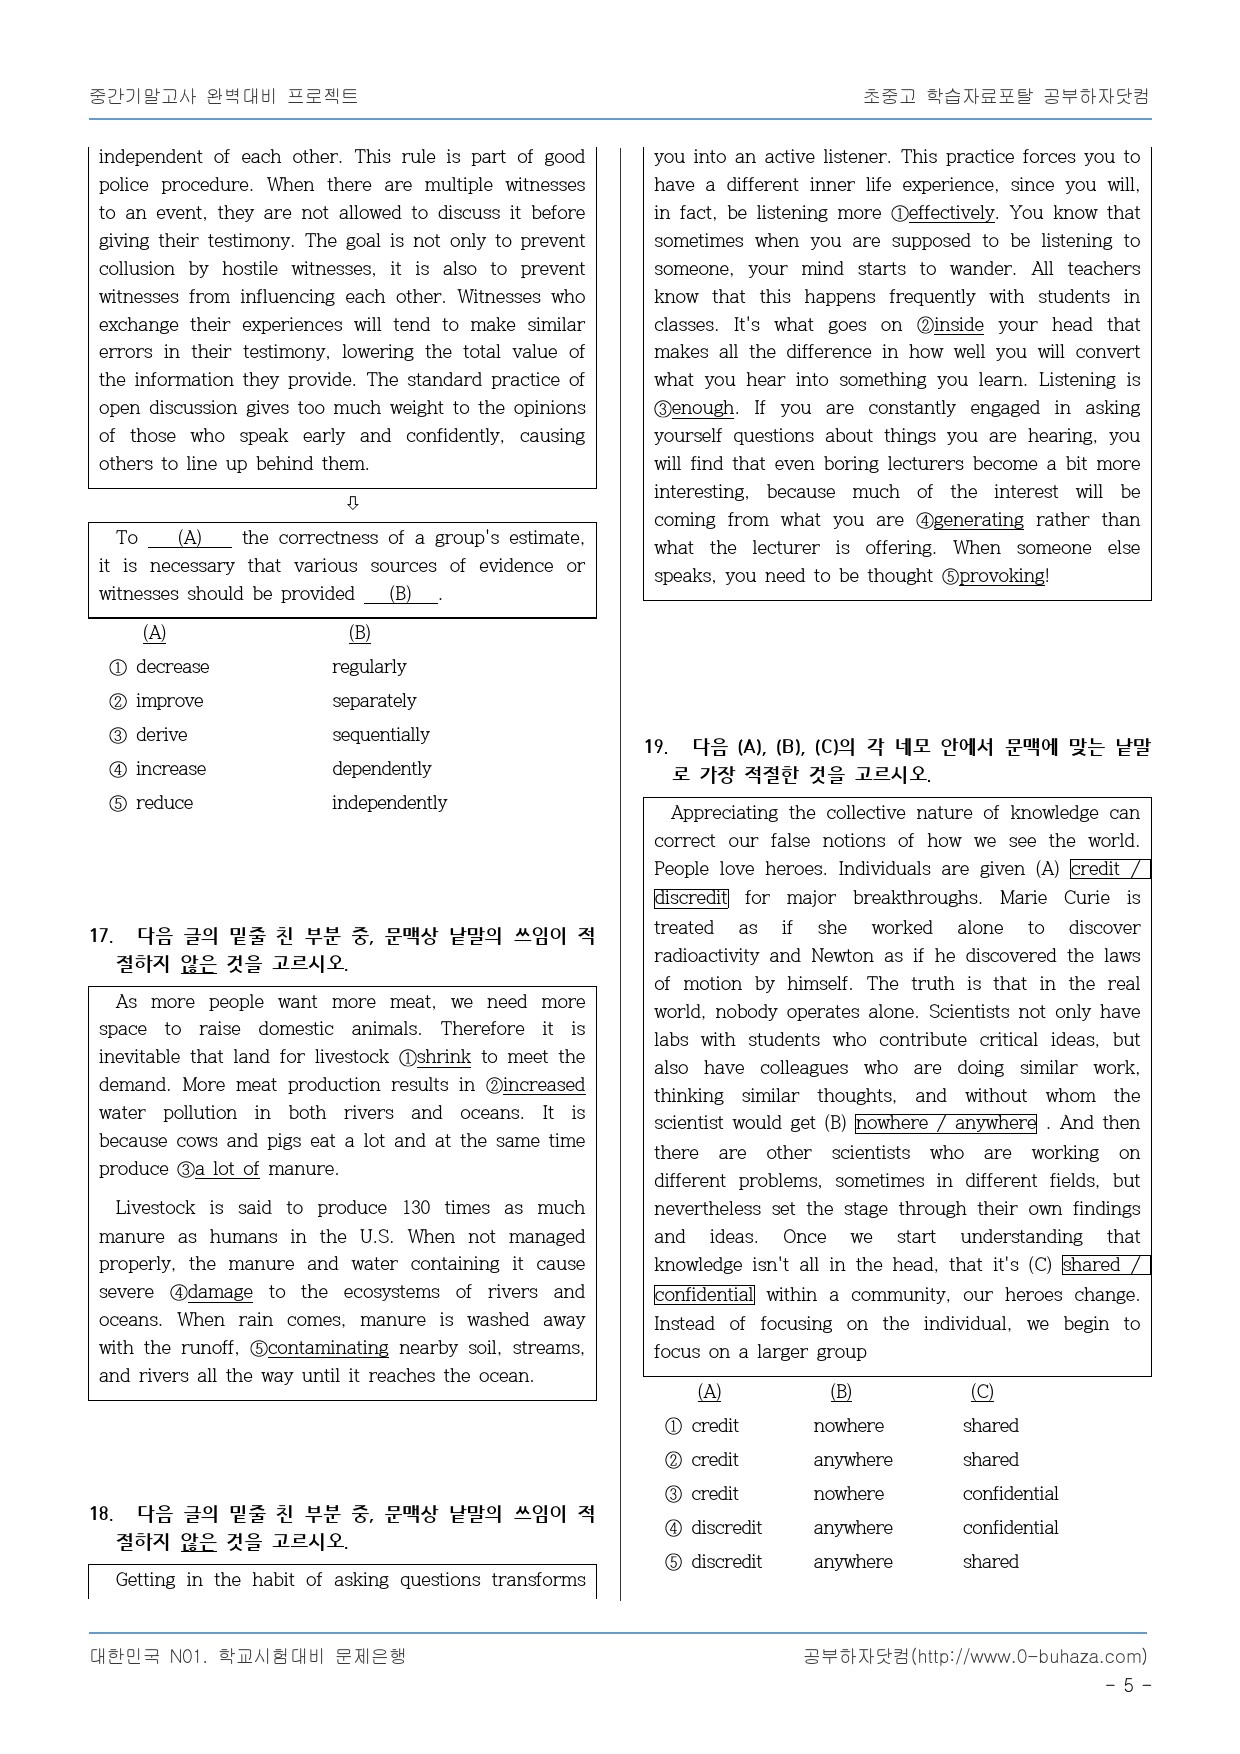 중간기말고사 완벽대비 프로젝트
초중고 학습자료포탈 공부하자닷컴
independent of each other. This rule is part of good
police procedure. When there are multiple witnesses
to an event, they are not allowed to discuss it before
giving their testimony. The goal is not only to prevent
collusion by hostile witnesses, it is also to prevent
witnesses from influencing each other. Witnesses who
exchange their experiences will tend to make similar
errors in their testimony, lowering the total value of
the information they provide. The standard practice of
open discussion gives too much weight to the opinions
of those who speak early and confidently, causing
others to line up behind them.
⇩
To (A) the correctness of a group's estimate,
it is necessary that various sources of evidence or
witnesses should be provided (B) .
(A) (B)
① decrease regularly
② improve separately
③ derive sequentially
④ increase dependently
⑤ reduce independently
17. 다음 글의 밑줄 친 부분 중, 문맥상 낱말의 쓰임이 적
절하지 않은 것을 고르시오.
As more people want more meat, we need more
space to raise domestic animals. Therefore it is
inevitable that land for livestock ①shrink to meet the
demand. More meat production results in ②increased
water pollution in both rivers and oceans. It is
because cows and pigs eat a lot and at the same time
produce ③a lot of manure.
Livestock is said to produce 130 times as much
manure as humans in the U.S. When not managed
properly, the manure and water containing it cause
severe ④damage to the ecosystems of rivers and
oceans. When rain comes, manure is washed away
with the runoff, ⑤contaminating nearby soil, streams,
and rivers all the way until it reaches the ocean.
18. 다음 글의 밑줄 친 부분 중, 문맥상 낱말의 쓰임이 적
절하지 않은 것을 고르시오.
Getting in the habit of asking questions transforms
you into an active listener. This practice forces you to
have a different inner life experience, since you will,
in fact, be listening more ①effectively. You know that
sometimes when you are supposed to be listening to
someone, your mind starts to wander. All teachers
know that this happens frequently with students in
classes. It's what goes on ②inside your head that
makes all the difference in how well you will convert
what you hear into something you learn. Listening is
③enough. If you are constantly engaged in asking
yourself questions about things you are hearing, you
will find that even boring lecturers become a bit more
interesting, because much of the interest will be
coming from what you are ④generating rather than
what the lecturer is offering. When someone else
speaks, you need to be thought ⑤provoking!
19. 다음 (A), (B), (C)의 각 네모 안에서 문맥에 맞는 낱말
로 가장 적절한 것을 고르시오.
Appreciating the collective nature of knowledge can
correct our false notions of how we see the world.
People love heroes. Individuals are given (A) credit /
discredit for major breakthroughs. Marie Curie is
treated as if she worked alone to discover
radioactivity and Newton as if he discovered the laws
of motion by himself. The truth is that in the real
world, nobody operates alone. Scientists not only have
labs with students who contribute critical ideas, but
also have colleagues who are doing similar work,
thinking similar thoughts, and without whom the
scientist would get (B) nowhere / anywhere . And then
there are other scientists who are working on
different problems, sometimes in different fields, but
nevertheless set the stage through their own findings
and ideas. Once we start understanding that
knowledge isn't all in the head, that it's (C) shared /
confidential within a community, our heroes change.
Instead of focusing on the individual, we begin to
focus on a larger group
(A) (B) (C)
① credit nowhere shared
② credit anywhere shared
③ credit nowhere confidential
④ discredit anywhere confidential
⑤ discredit anywhere shared
대한민국 N01. 학교시험대비 문제은행
공부하자닷컴(http://www.0-buhaza.com)
- 5 -